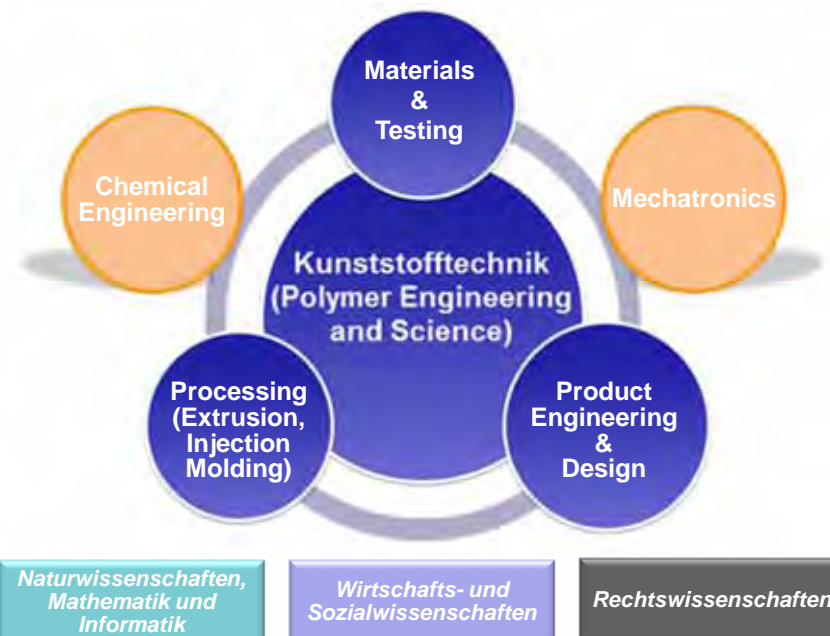 Materials
&
Testing
Chemical
Engineering
Mechatronics
Kunststofftechnik
(Polymer Engineering
and Science)
Processing
(Extrusion,
Injection
Molding)
Product
Engineering
&
Design
Naturwissenschaften,
Mathematik und
Informatik
Wirtschafts- und
Sozialwissenschaften
Rechtswissenschaften